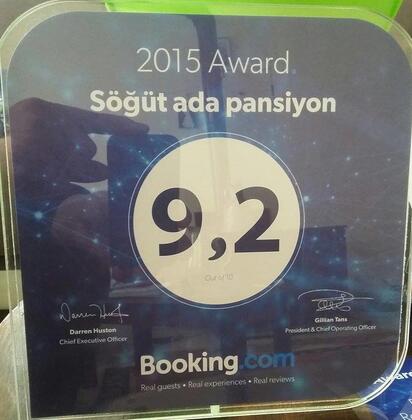 2015 Award
Söğüt ada pansiyon
9,2
Out of 10
Darren Huston
Chief Executive Officer
Gillian Tans
President & Chief Operating Officer
Booking.com
Real guests • Real experiences • Real reviews